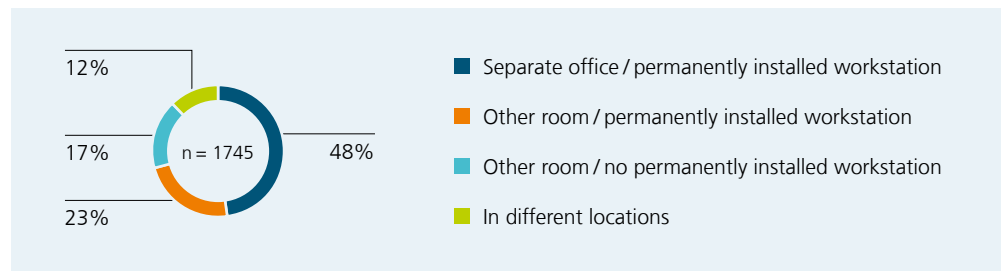 12%
17%
23%
n = 1745
48%
Separate office / permanently installed workstation
Other room / permanently installed workstation
Other room / no permanently installed workstation
In different locations